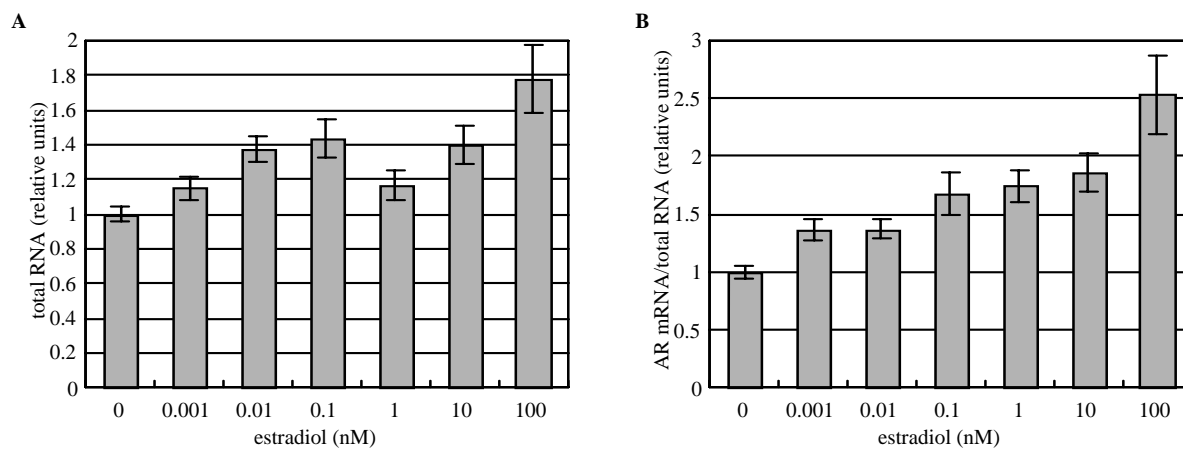 A
total RNA (relative units)
2
1.8
1.6
1.4
1.2
1
0.8
0.6
0.4
0.2
0
0 0.001 0.01 0.1 1 10 100
estradiol (nM)
B
AR mRNA/total RNA (relative units)
3
2.5
2
1.5
1
0.5
0
0 0.001 0.01 0.1 1 10 100
estradiol (nM)